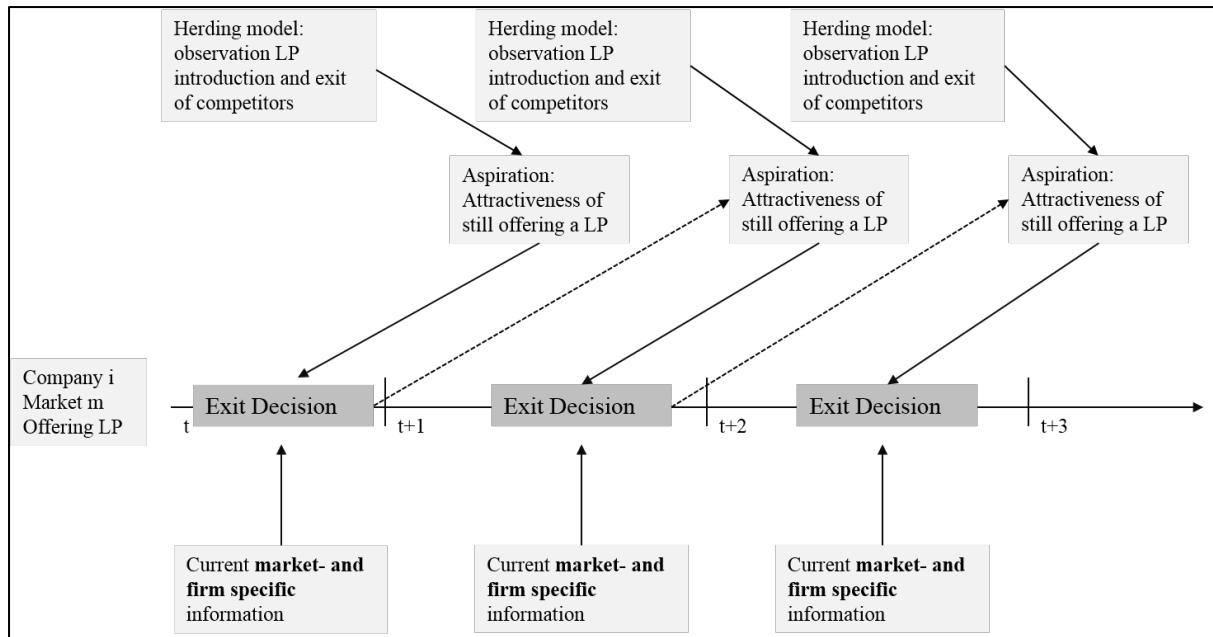 Herding model:
observation LP
introduction and exit
of competitors
Herding model:
observation LP
introduction and exit
of competitors
Herding model:
observation LP
introduction and exit
of competitors
Aspiration:
Attractiveness of
still offering a LP
Aspiration:
Attractiveness of
still offering a LP
Aspiration:
Attractiveness of
still offering a LP
Company i
Market m
Offering LP
Exit Decision
Exit Decision
Exit Decision
t
t+1
t+2
t+3
Current market- and
firm specific
information
Current market- and
firm specific
information
Current market- and
firm specific
information